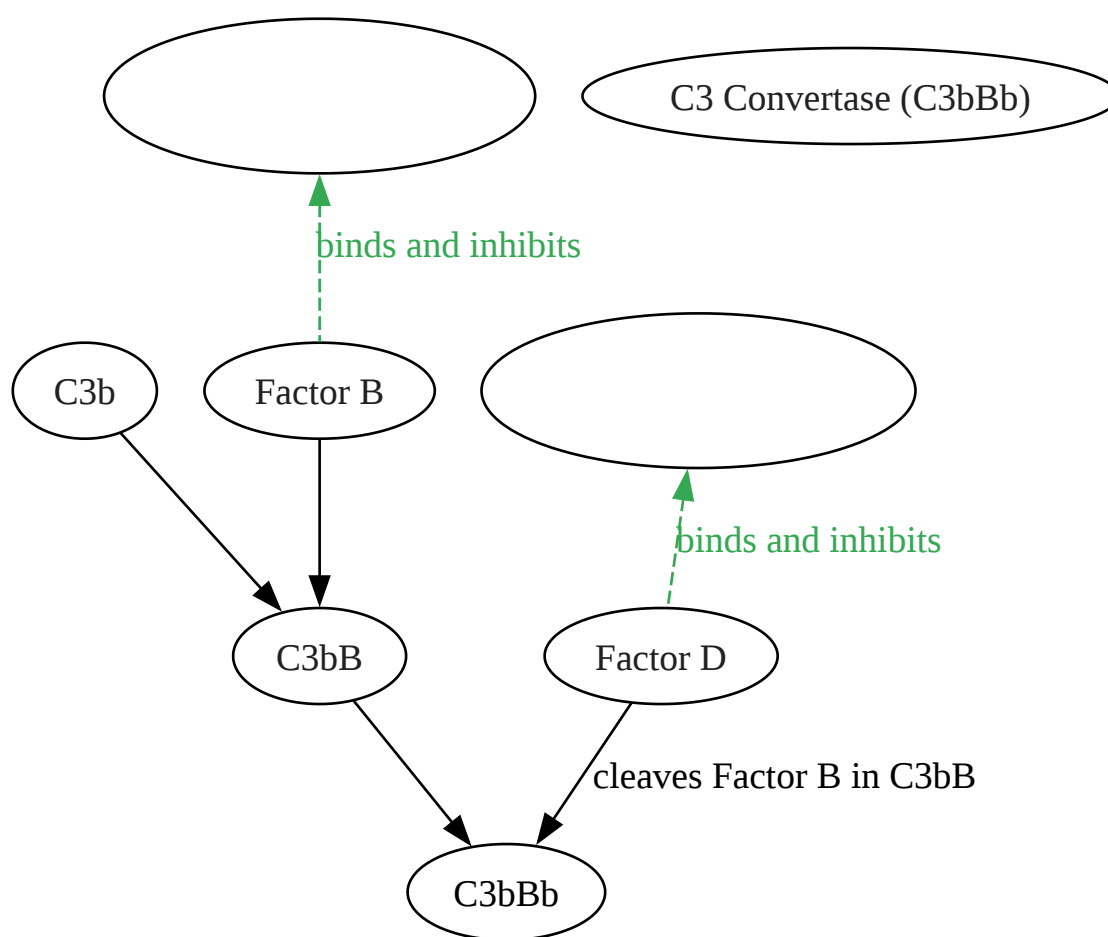 C3 Convertase (C3bBb)
binds and inhibits
C3b
Factor B
binds and inhibits
C3bB
Factor D
cleaves Factor B in C3bB
C3bBb